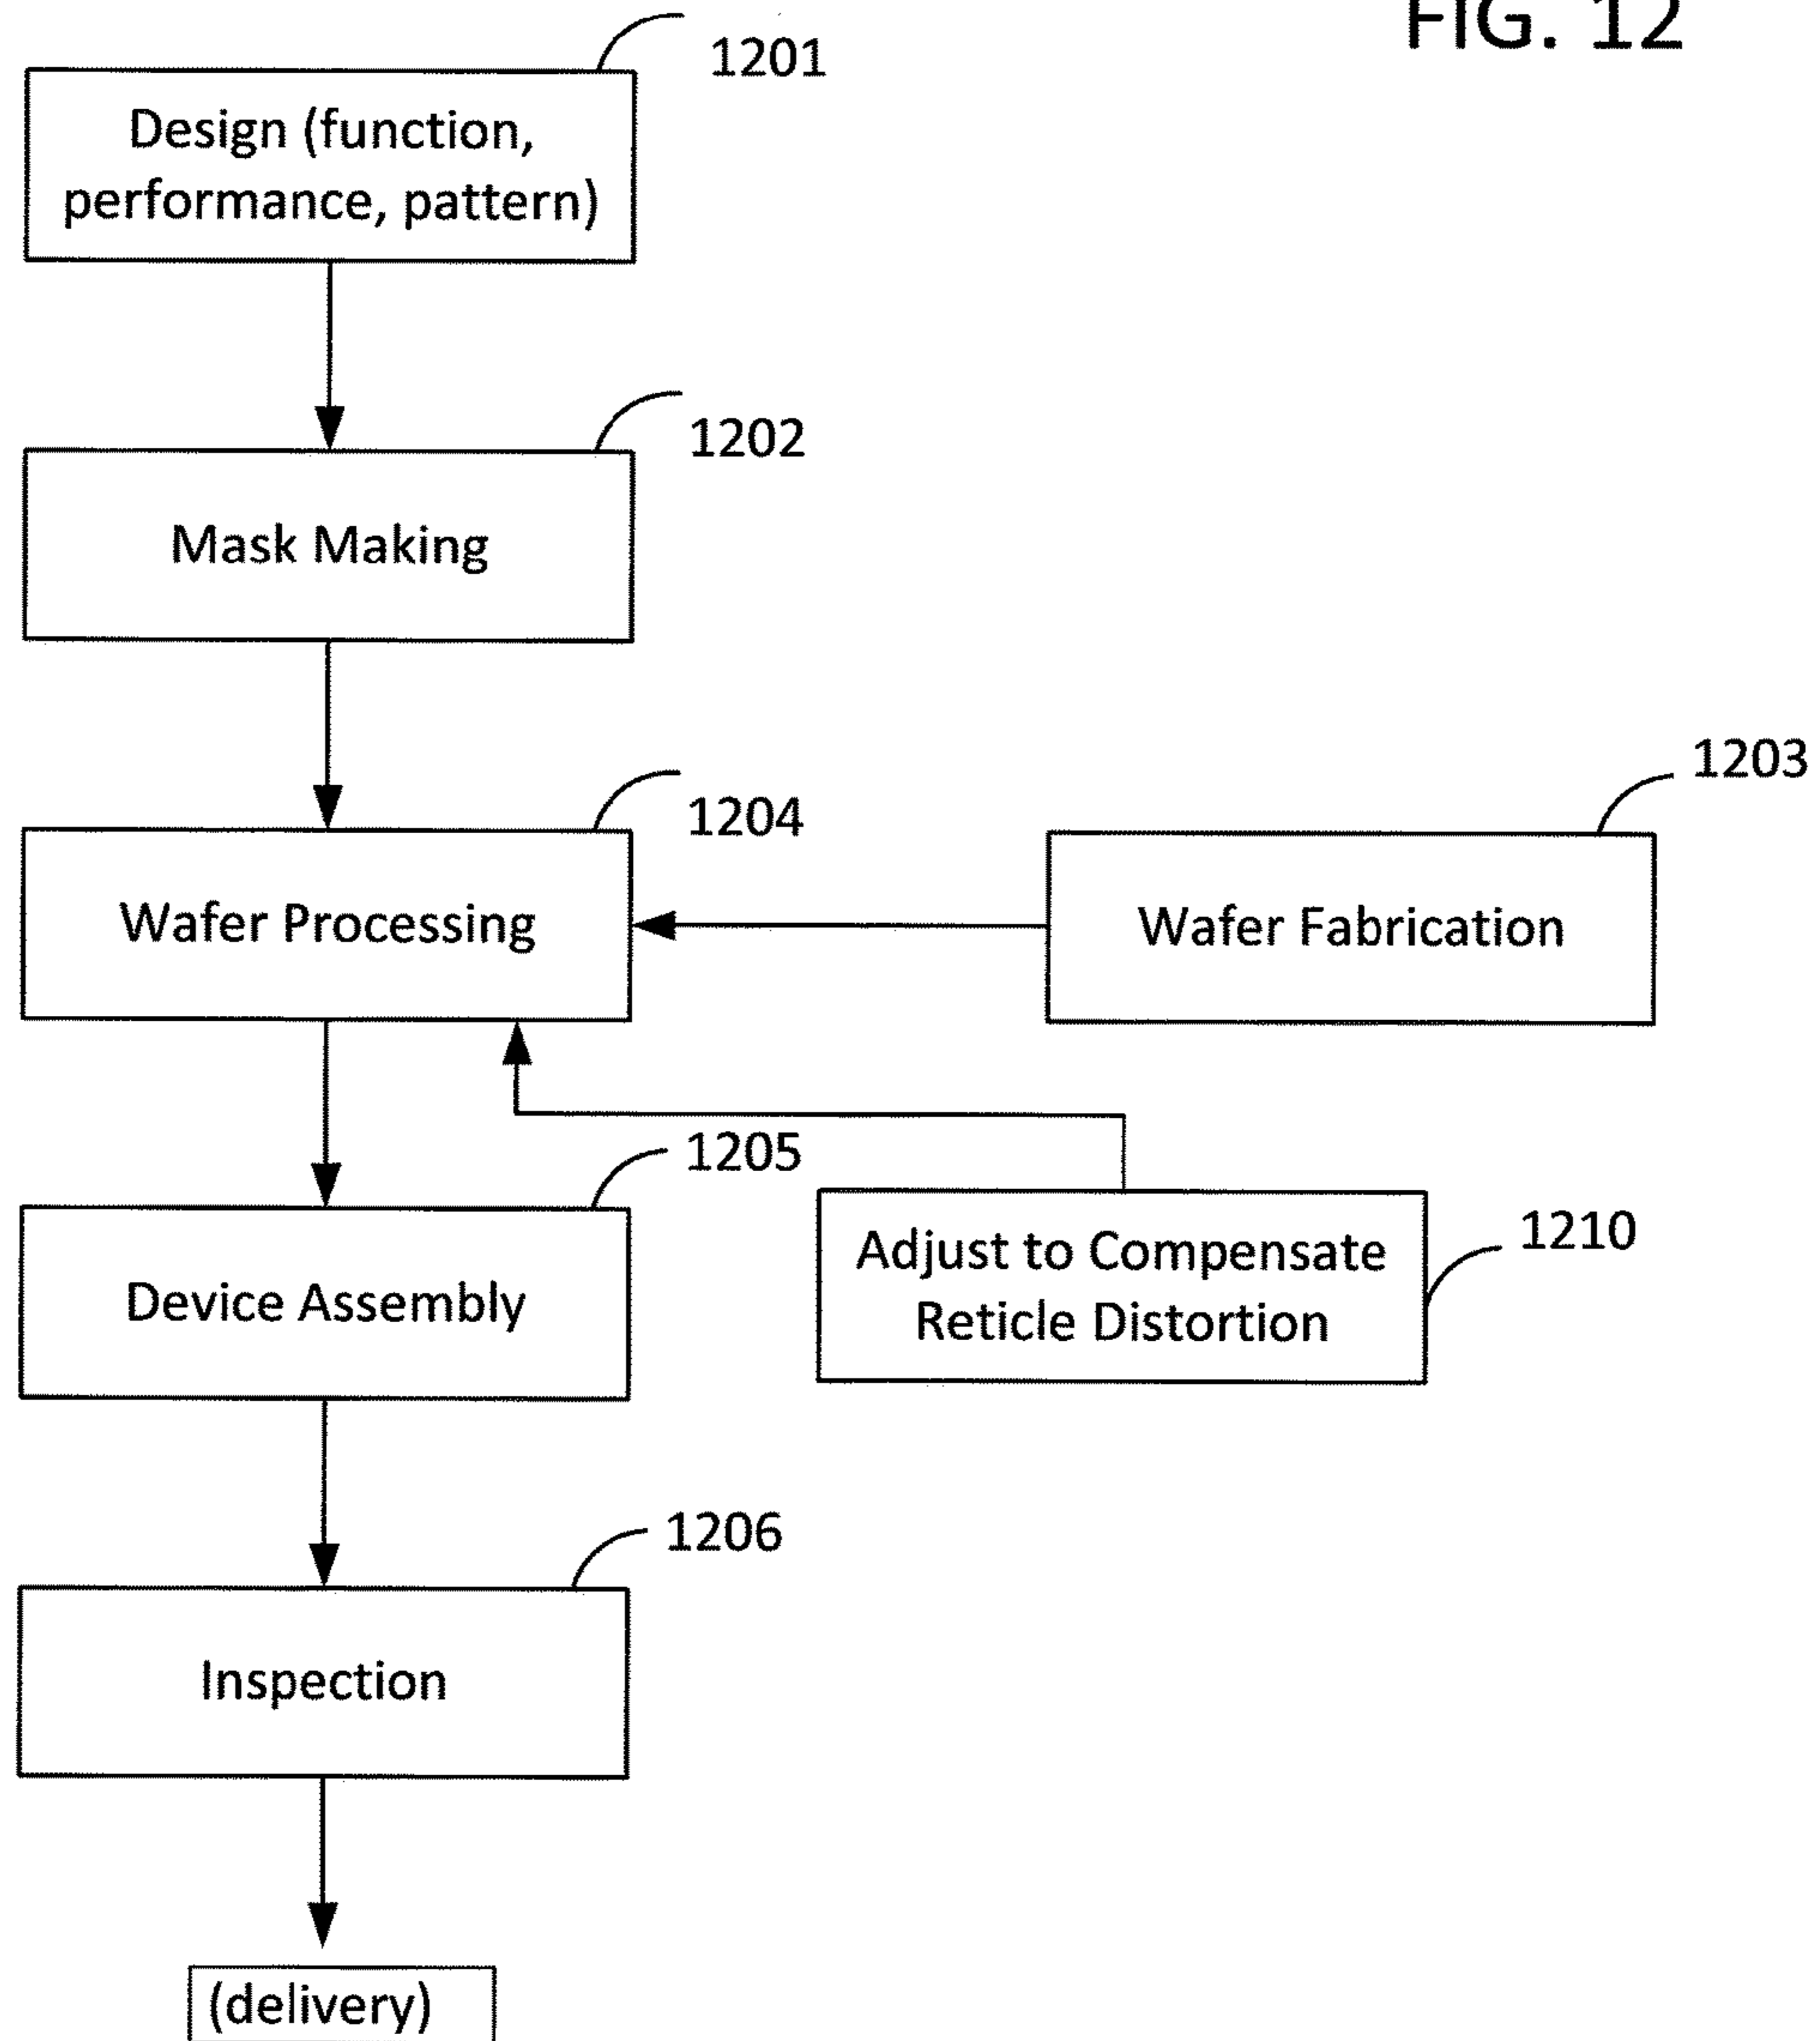 FIG. 12
1201
Design (function,
performance, pattern)
1202
Mask Making
1203
1204
Wafer Processing
Wafer Fabrication
1205
1210
Adjust to Compensate
Reticle Distortion
Device Assembly
1206
Inspection
(delivery)